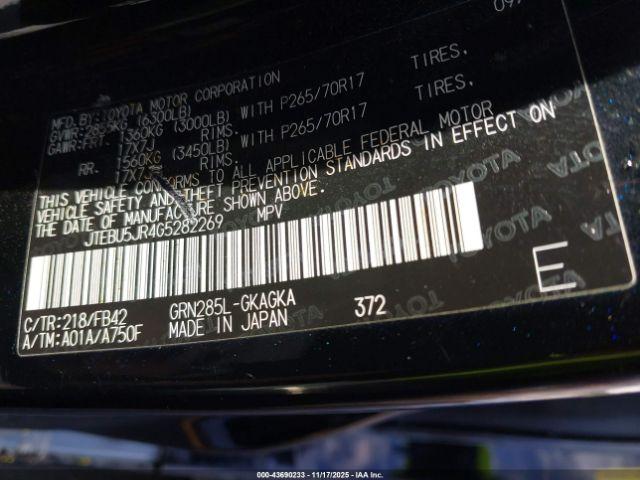 09/
MFD.BY:TOYOTA MOTOR CORPORATION
GVWR:2855KG (6300LB)
GAWR:FRT. 1360KG (3000LB) WITH P265/70R17 TIRES,
17X7J RIMS.
RR. 1560KG (3450LB) WITH P265/70R17 TIRES,
17X7J RIMS.
THIS VEHICLE CONFORMS TO ALL APPLICABLE FEDERAL MOTOR
VEHICLE SAFETY AND THEFT PREVENTION STANDARDS IN EFFECT ON
THE DATE OF MANUFACTURE SHOWN ABOVE.
JTEBU5JR4G5282269 MPV
C/TR:218/FB42 GRN285L-GKAGKA 372
A/TM:A01A/A750F MADE IN JAPAN
E
000-43690233 - 11/17/2025 - IAA Corp.